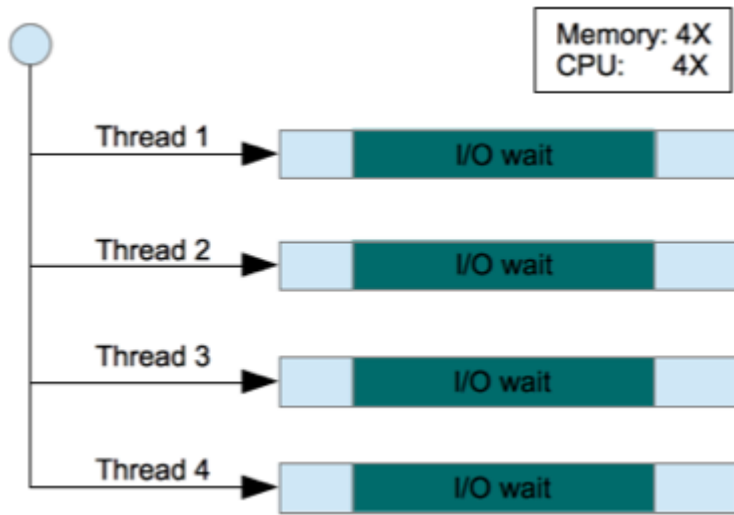 Memory: 4X
CPU: 4X
Thread 1
I/O wait
Thread 2
I/O wait
Thread 3
I/O wait
Thread 4
I/O wait